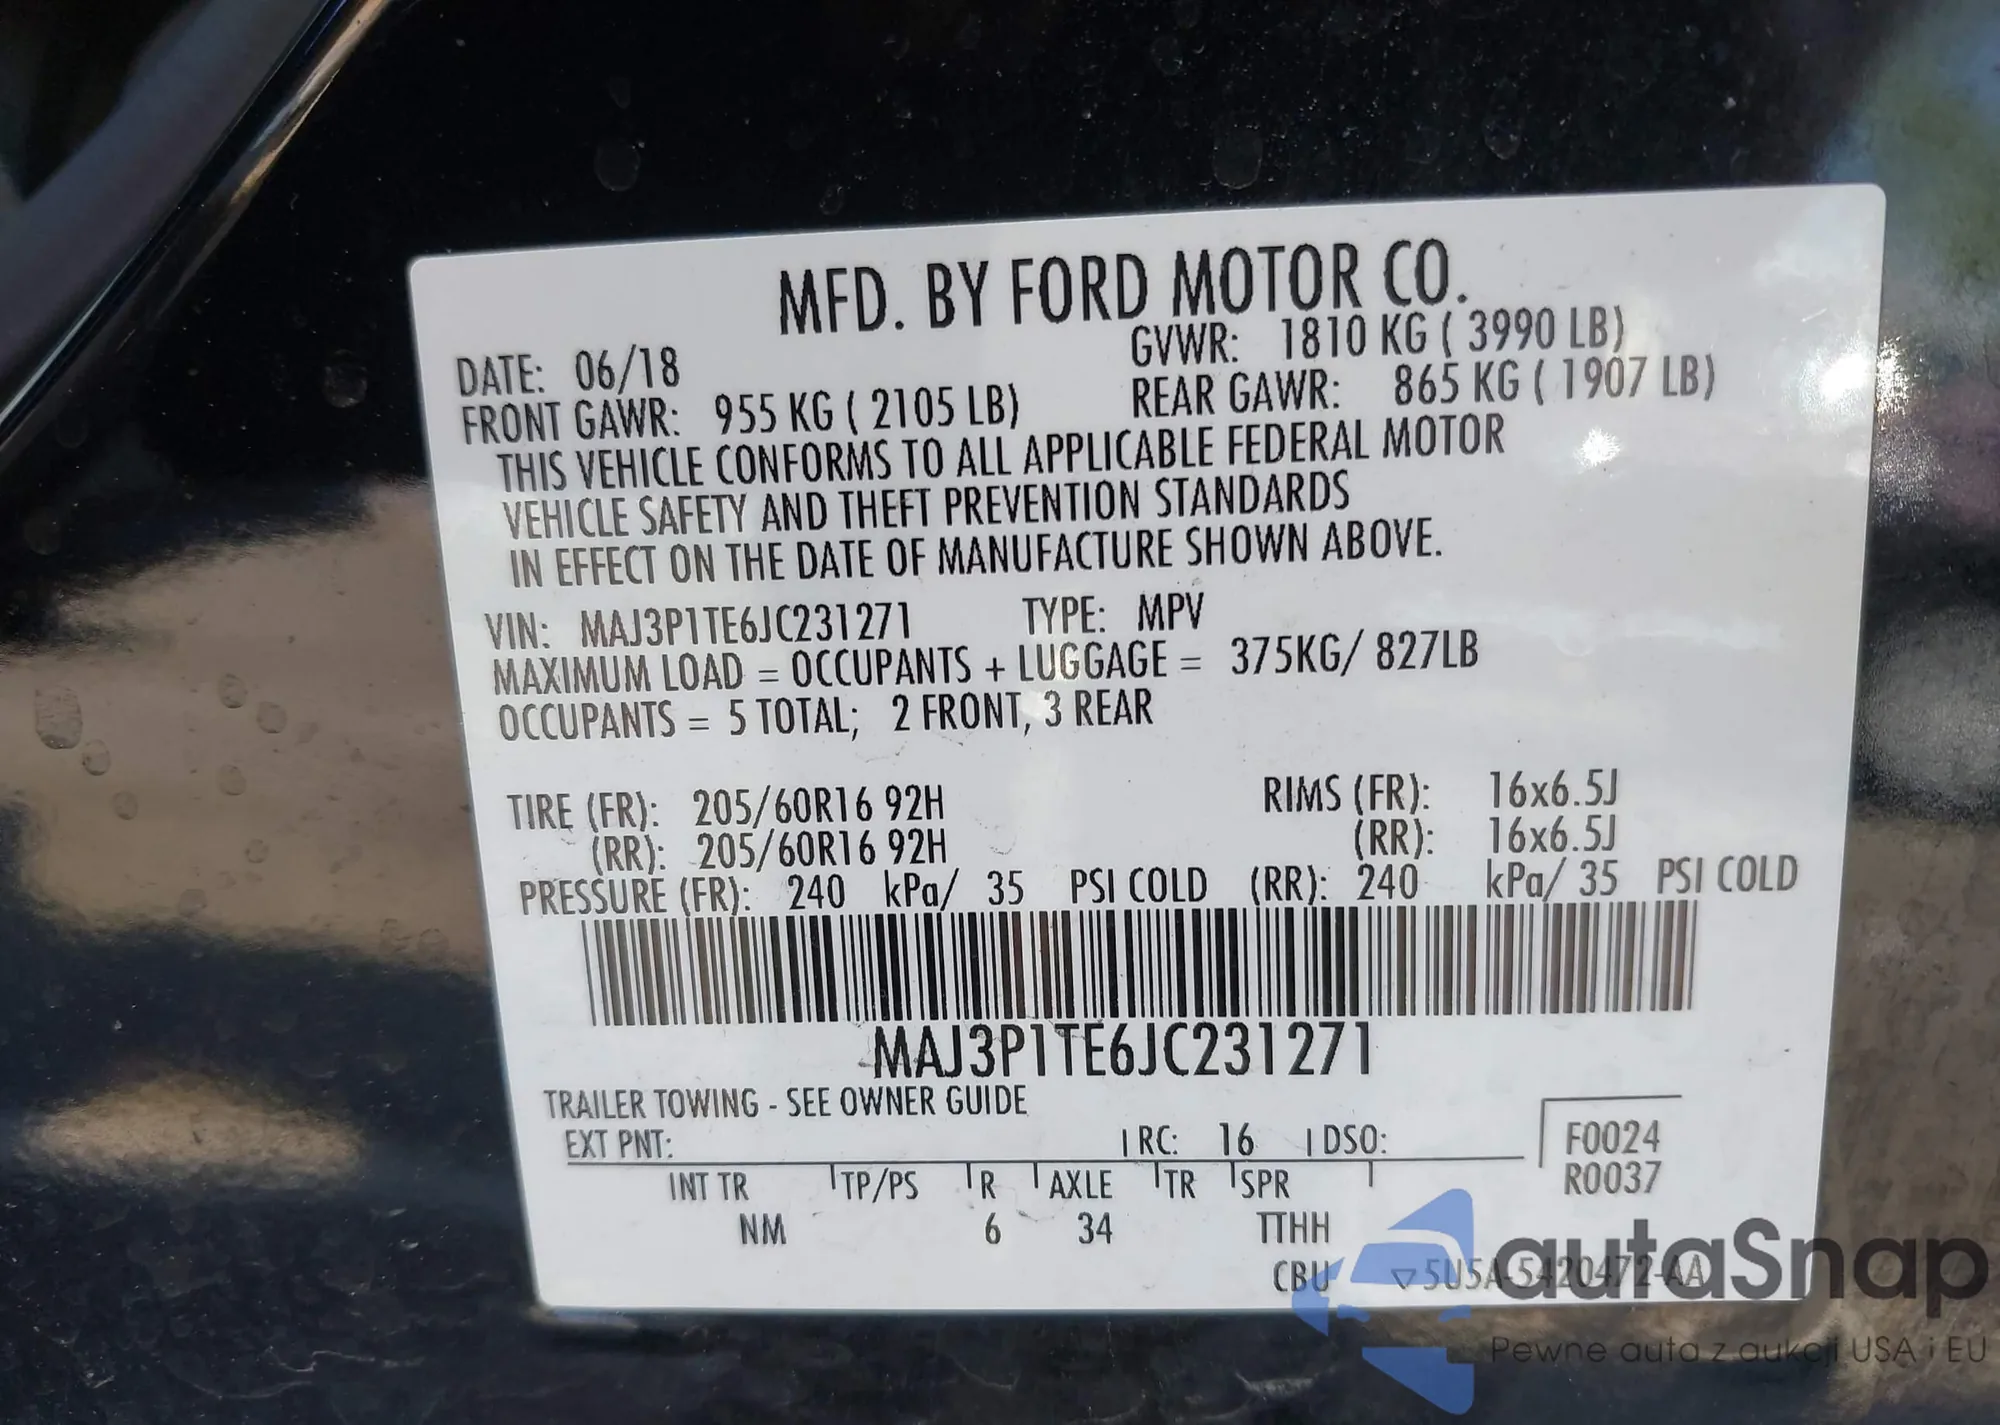 MFD. BY FORD MOTOR CO.
DATE: 06/18 GVWR: 1810 KG ( 3990 LB)
FRONT GAWR: 955 KG ( 2105 LB) REAR GAWR: 865 KG ( 1907 LB)
THIS VEHICLE CONFORMS TO ALL APPLICABLE FEDERAL MOTOR
VEHICLE SAFETY AND THEFT PREVENTION STANDARDS
IN EFFECT ON THE DATE OF MANUFACTURE SHOWN ABOVE.
VIN: MAJ3P1TE6JC231271 TYPE: MPV
MAXIMUM LOAD = OCCUPANTS + LUGGAGE = 375KG/ 827LB
OCCUPANTS = 5 TOTAL; 2 FRONT, 3 REAR
TIRE (FR): 205/60R16 92H RIMS (FR): 16x6.5J
(RR): 205/60R16 92H (RR): 16x6.5J
PRESSURE (FR): 240 kPa/ 35 PSI COLD (RR): 240 kPa/ 35 PSI COLD
MAJ3P1TE6JC231271
TRAILER TOWING - SEE OWNER GUIDE
EXT PNT: RC: 16 DSO: F0024
INT TR TP/PS R AXLE TR SPR R0037
NM 6 34 TTHH
CBU 5U5A-5420472-AA
autaSnap
Pewne auta z aukcji USA i EU